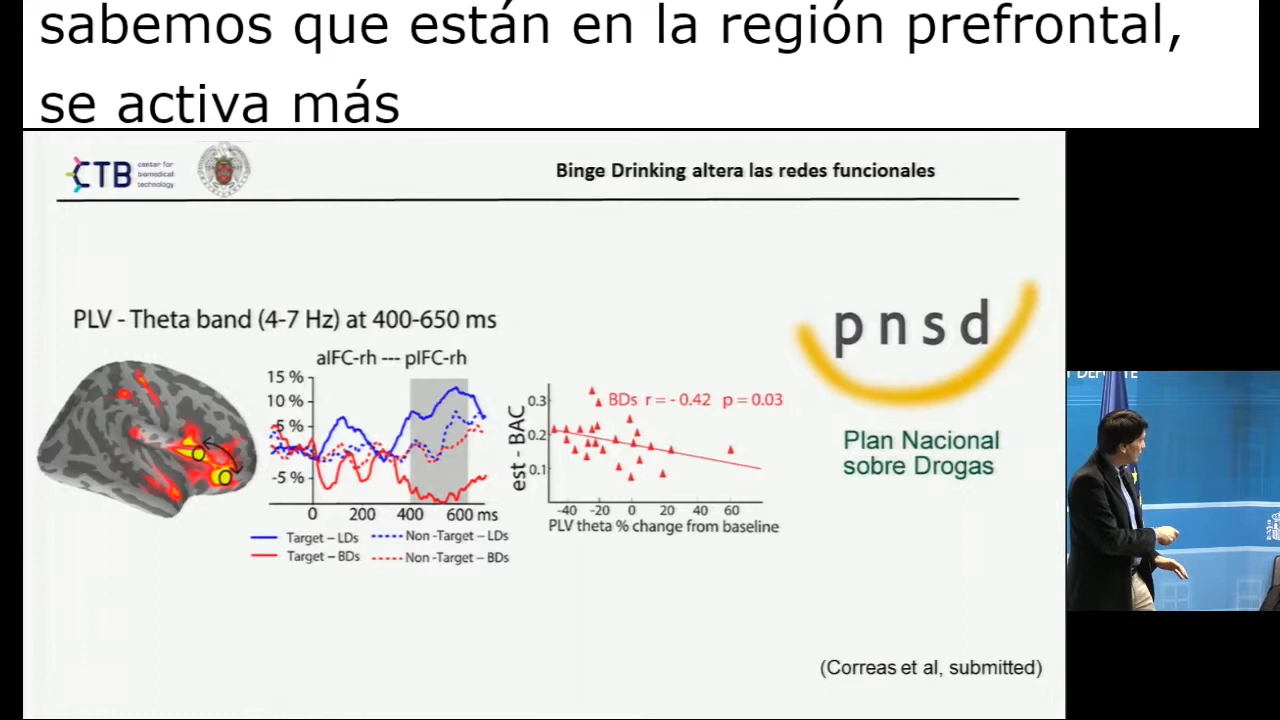 sabemos que están en la región prefrontal,
se activa más
CTB center for biomedical technology
Binge Drinking altera las redes funcionales
PLV - Theta band (4-7 Hz) at 400-650 ms
aIFC-rh --- pIFC-rh
15 %
10 %
5 %
-5 %
0 200 400 600 ms
Target – LDs Non -Target – LDs
Target – BDs Non -Target – BDs
est - BAC
0.3
0.2
0.1
BDs r = - 0.42 p = 0.03
-40 -20 0 20 40 60
PLV theta % change from baseline
pnsd
Plan Nacional
sobre Drogas
(Correas et al, submitted)